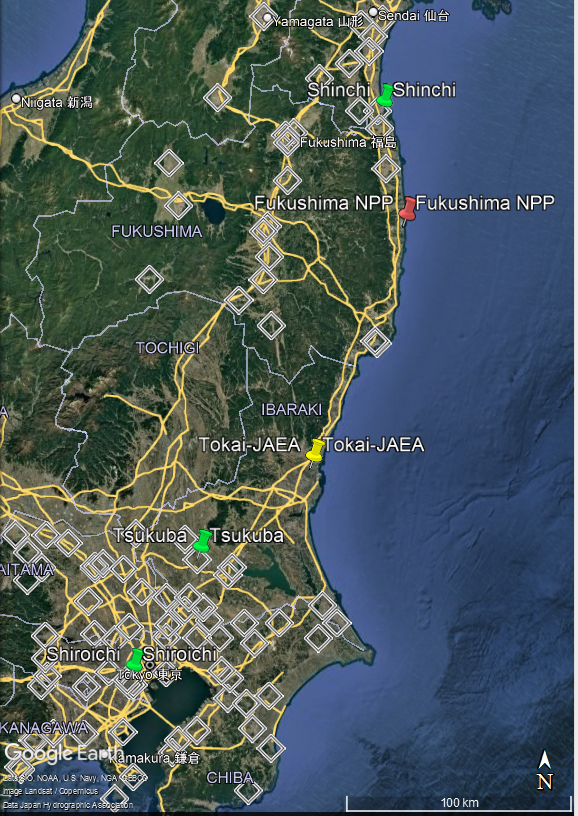 Yamagata 山形
Sendai 仙台
Niigata 新潟
Shinchi Shinchi
Fukushima 福島
Fukushima NPP Fukushima NPP
FUKUSHIMA
TOCHIGI
IBARAKI
A
Tokai-JAEA Tokai-JAEA
Tsukuba Tsukuba
AITAMA
Shiroichi Shiroichi
Tokyo 東京
KANAGAWA
Google Earth
Kamakura 鎌倉
CHIBA
Data SIO, NOAA, U.S. Navy, NGA, GEBCO
Image Landsat / Copernicus
Data Japan Hydrographic Association
N
100 km